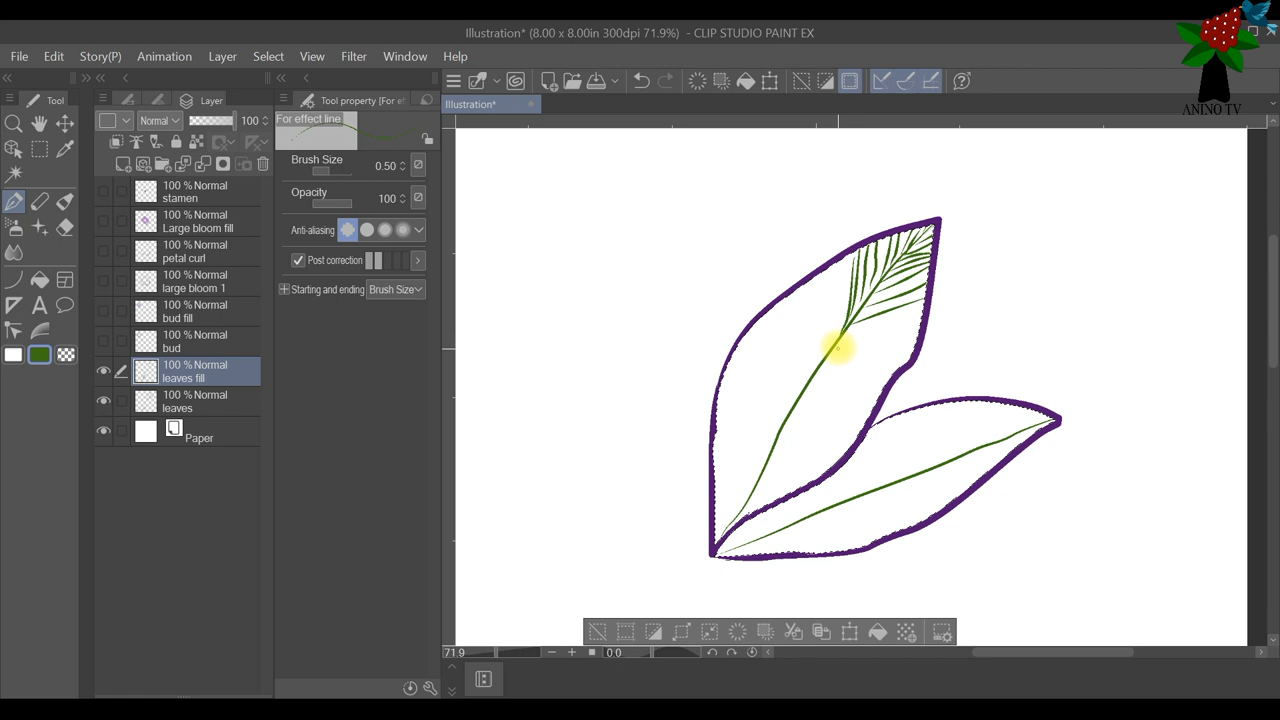 Illustration* (8.00 x 8.00in 300dpi 71.9%) - CLIP STUDIO PAINT EX
File Edit Story(P) Animation Layer Select View Filter Window Help
ANINO TV
Tool
Layer
Tool property [For ef
Illustration*
Normal
100
For effect line
Brush Size
0.50
Opacity
100
Anti-aliasing
Post correction
Starting and ending
Brush Size
100 % Normal
stamen
100 % Normal
Large bloom fill
100 % Normal
petal curl
100 % Normal
large bloom 1
100 % Normal
bud fill
100 % Normal
bud
100 % Normal
leaves fill
100 % Normal
leaves
Paper
71.9
0.0